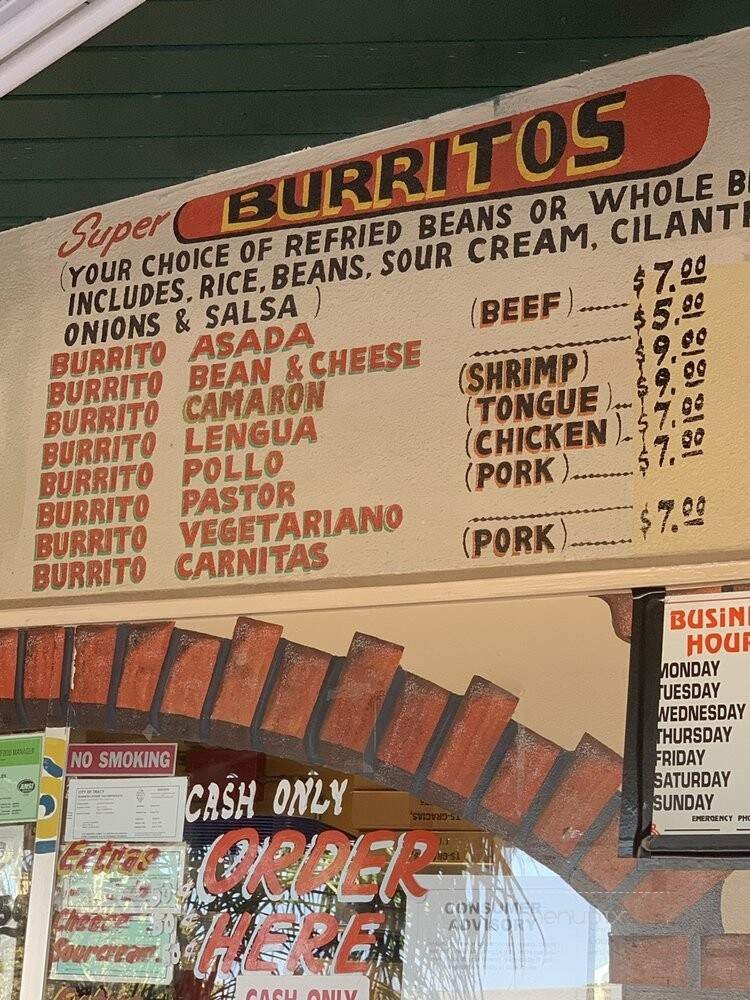 Super BURRITOS
(YOUR CHOICE OF REFRIED BEANS OR WHOLE
INCLUDES, RICE, BEANS, SOUR CREAM,
ONIONS & SALSA )
BURRITO ASADA (BEEF) $7.00
BURRITO BEAN & CHEESE $5.00
BURRITO CAMARON (SHRIMP) $9.00
BURRITO LENGUA (TONGUE) $9.00
BURRITO POLLO (CHICKEN) $7.00
BURRITO PASTOR (PORK) $7.00
BURRITO VEGETARIANO
BURRITO CARNITAS (PORK) $7.00
MONDAY
TUESDAY
WEDNESDAY
THURSDAY
FRIDAY
SATURDAY
SUNDAY
EMERGENCY
NO SMOKING
CASH ONLY
ORDER
HERE
Extras
Cheese
Sourcream
CONSUMER
ADVISORY
CASH ONLY